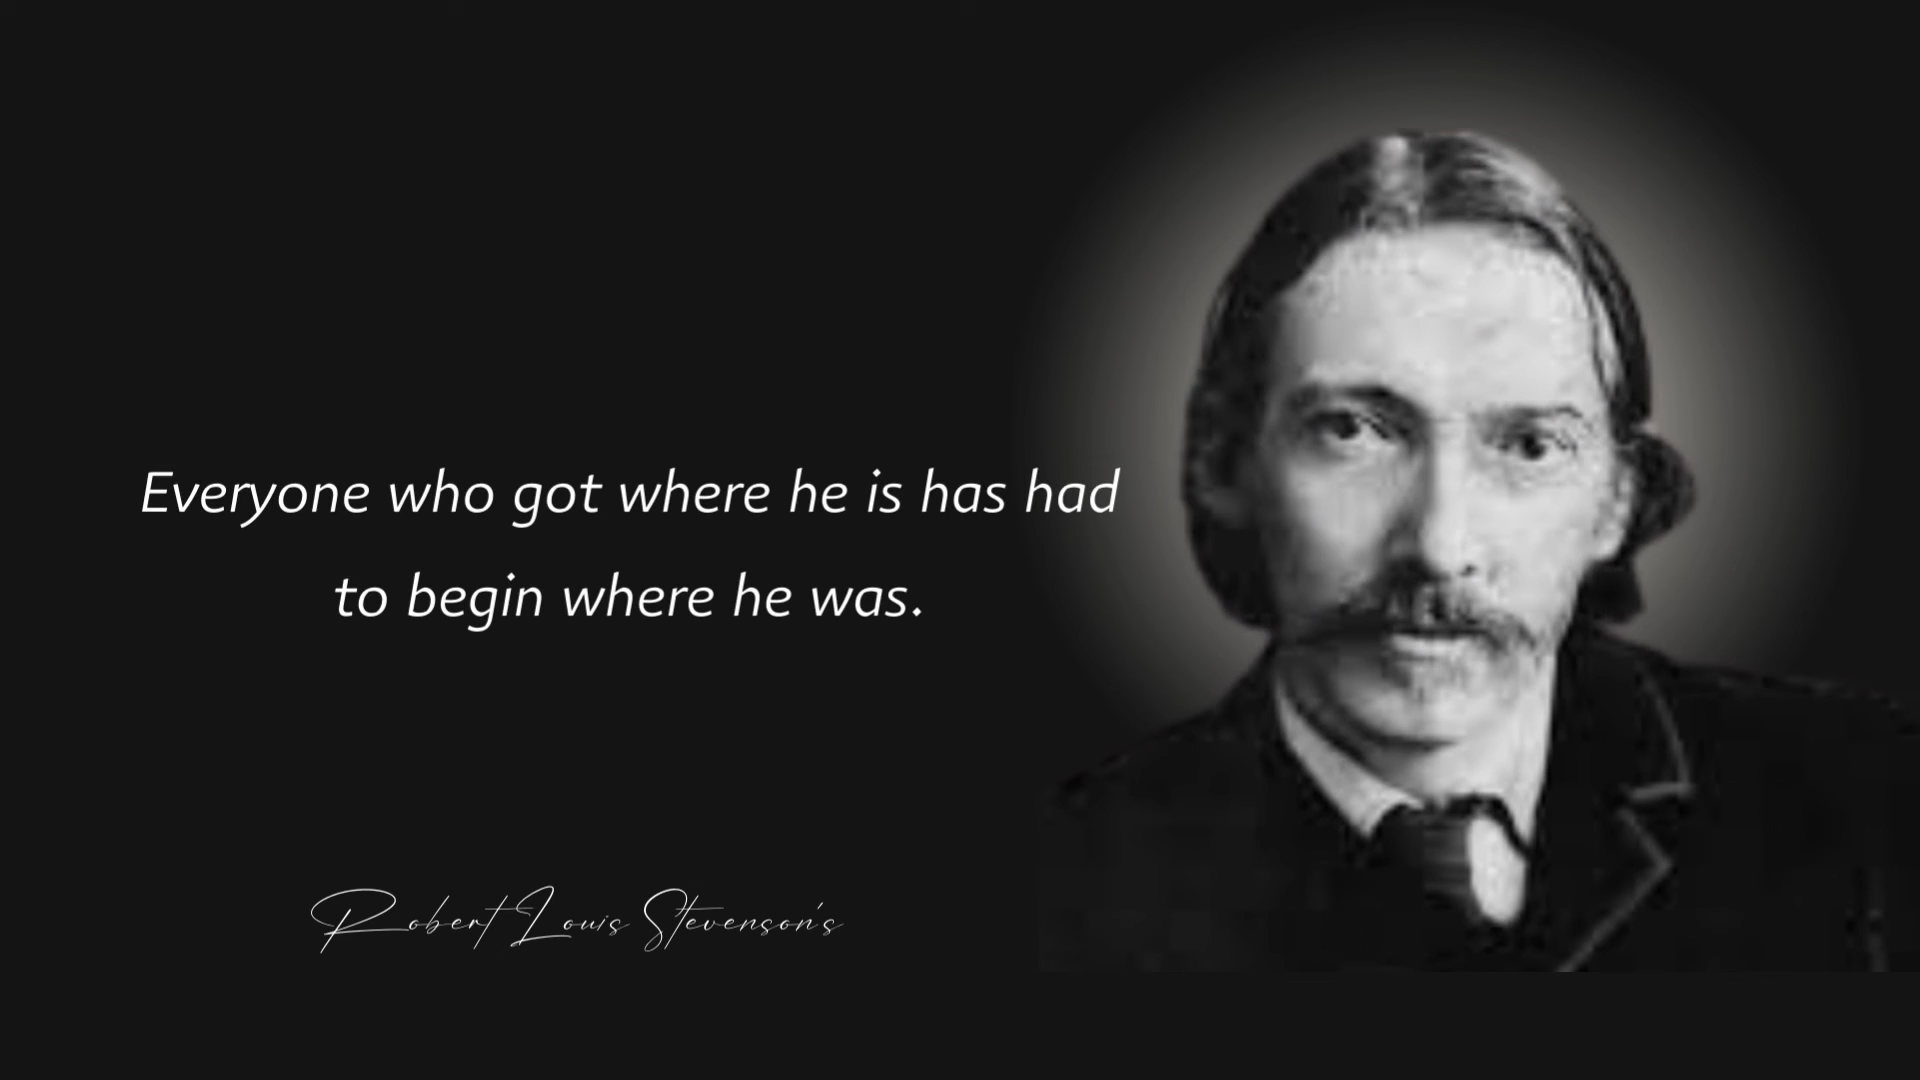 Everyone who got where he is has had
to begin where he was.
Robert Louis Stevenson's